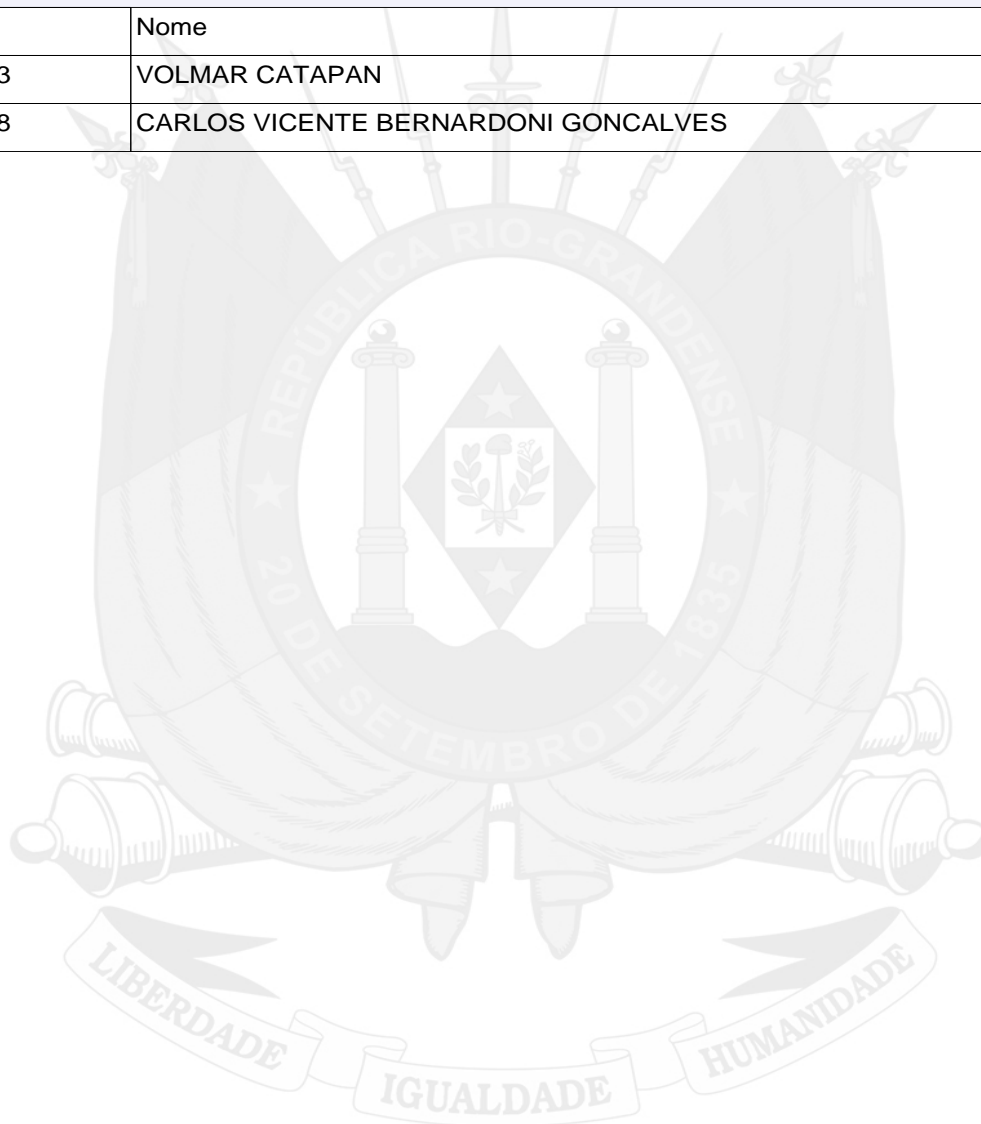 Nome
3 VOLMAR CATAPAN
8 CARLOS VICENTE BERNARDONI GONCALVES
REPÚBLICA RIO-GRANDENSE
★ 20 DE SETEMBRO DE 1835 ★
LIBERDADE IGUALDADE HUMANIDADE